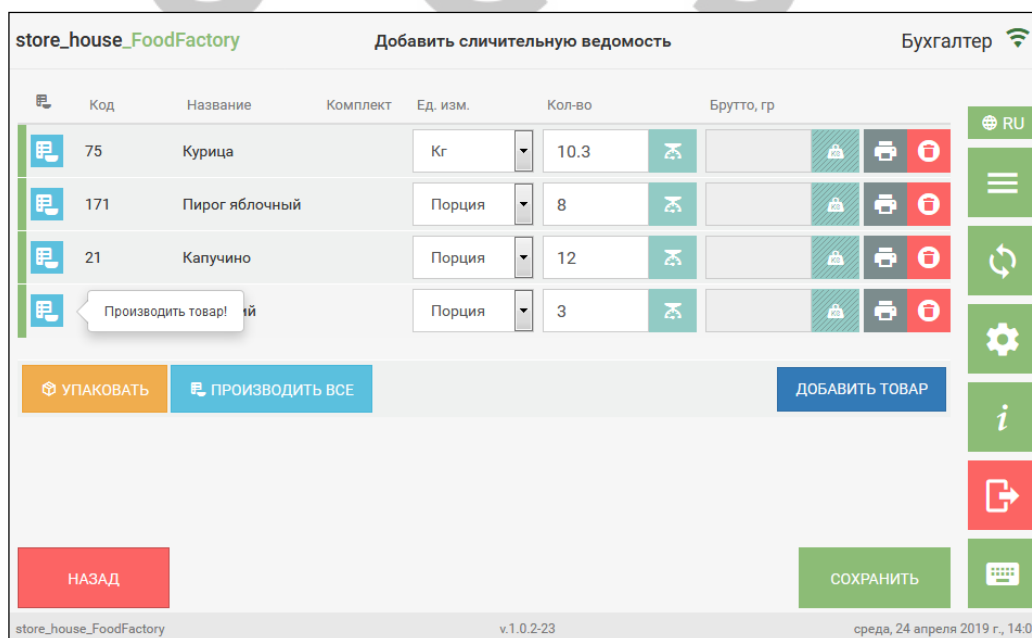 store_house_FoodFactory Добавить сличительную ведомость Бухгалтер
Код Название Комплект Ед. изм. Кол-во Брутто, гр
RU
75 Курица Кг 10.3
171 Пирог яблочный Порция 8
21 Капучино Порция 12
Производить товар! ий Порция 3
УПАКОВАТЬ ПРОИЗВОДИТЬ ВСЕ ДОБАВИТЬ ТОВАР
НАЗАД СОХРАНИТЬ
store_house_FoodFactory v.1.0.2-23 среда, 24 апреля 2019 г., 14:0